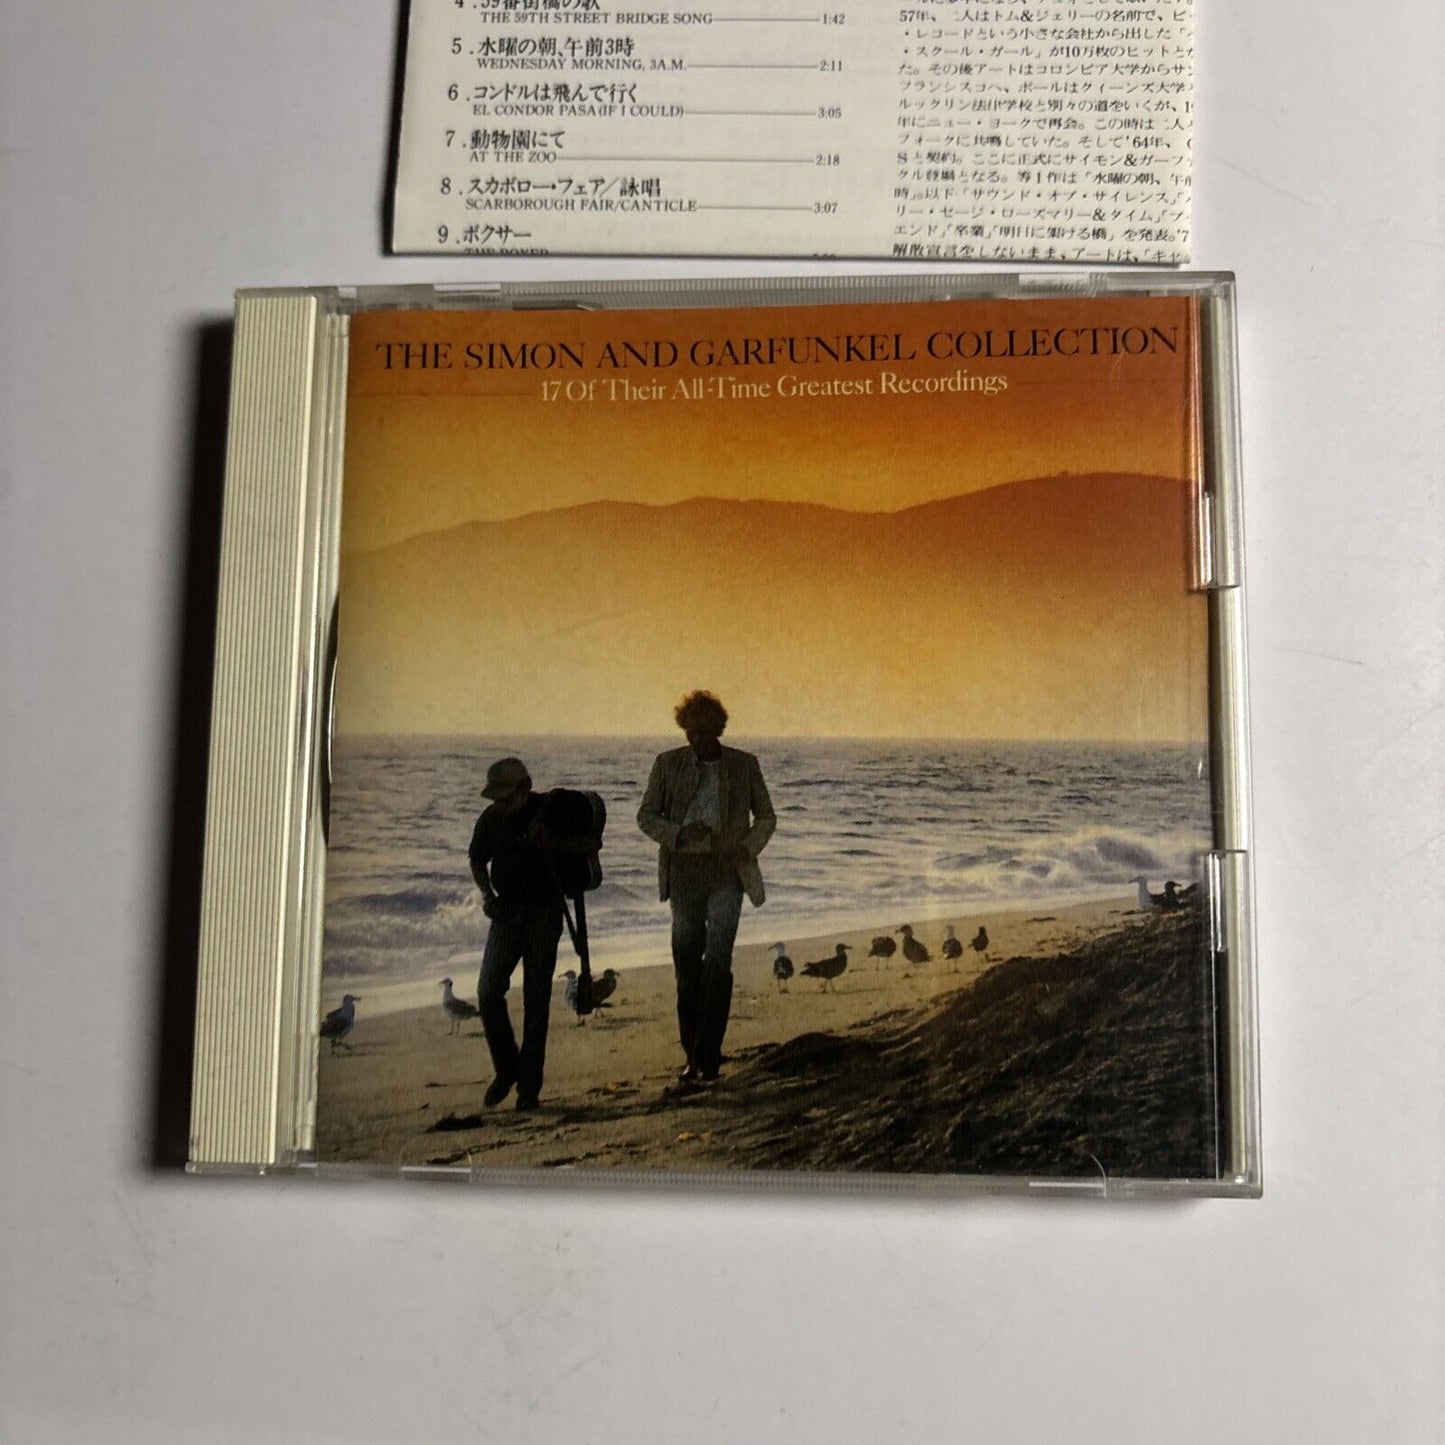 4 .59番街橋の歌
THE 59TH STREET BRIDGE SONG 1:42
5 .水曜の朝、午前3時
WEDNESDAY MORNING, 3A.M. 2:11
6 .コンドルは飛んで行く
EL CONDOR PASA(IF I COULD) 3:05
7 .動物園にて
AT THE ZOO 2:18
8 .スカボロー・フェア/詠唱
SCARBOROUGH FAIR/CANTICLE 3:07
9 .ボクサー
THE BOXER
57年、二人はトム&ジェリーの名前で、ビ
・レコードという小さな会社から出した「
・スクール・ガール」が10万枚のヒットと
た。その後アートはコロンビア大学からサン
フランシスコへ、ポールはクィーンズ大学
ルックリン法律学校と別々の道をいくが、
年にニュー・ヨークで再会。この時は二人
フォークに共鳴していた。そして'64年、
Sと契約。ここに正式にサイモン&ガーファ
クル登場となる。第1作は「水曜の朝、午前
時」。以下「サウンド・オブ・サイレンス」
リー・セージ・ローズマリー&タイム」「ブ
エンド」「卒業」「明日に架ける橋」を発表。'7
解散宣言をしないまま、アートは、「キャ
THE SIMON AND GARFUNKEL COLLECTION
17 Of Their All-Time Greatest Recordings